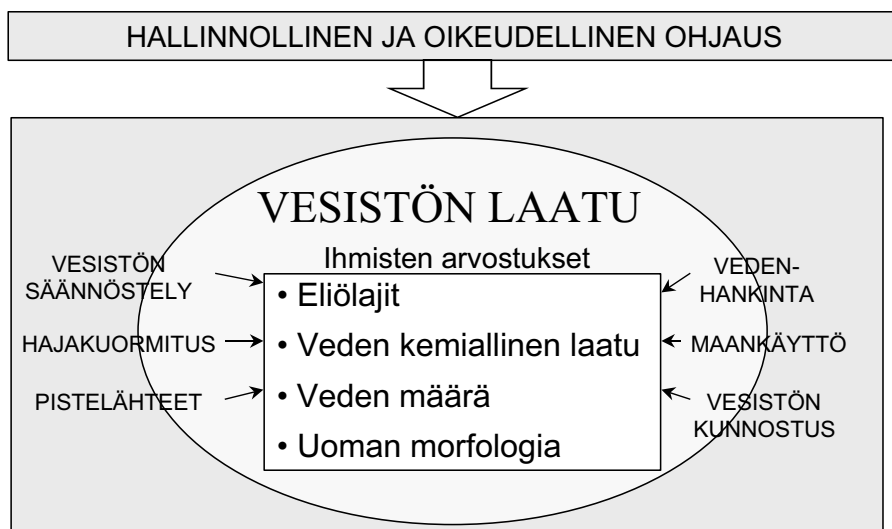 HALLINNOLLINEN JA OIKEUDELLINEN OHJAUS
VESISTÖN LAATU
Ihmisten arvostukset
VESISTÖN
SÄÄNNÖSTELY
HAJAKUORMITUS
PISTELÄHTEET
• Eliölajit
• Veden kemiallinen laatu
• Veden määrä
• Uoman morfologia
VEDEN-
HANKINTA
MAANKÄYTTÖ
VESISTÖN
KUNNOSTUS